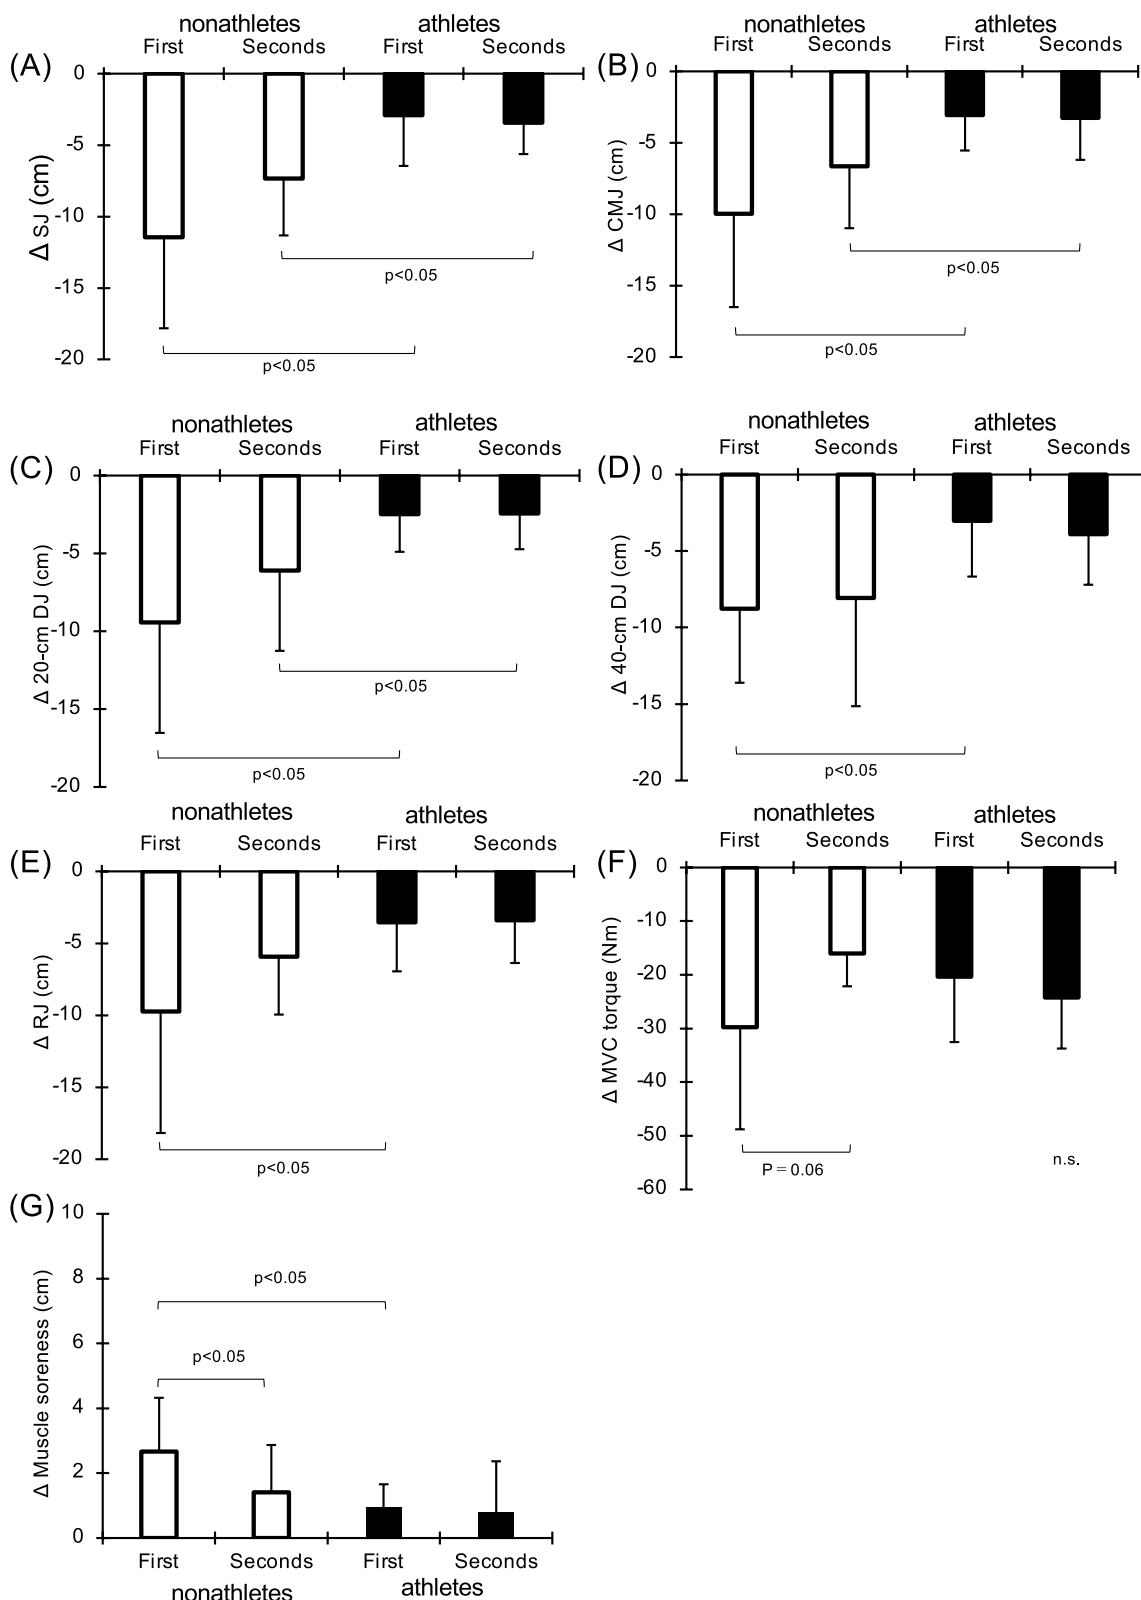 nonathletes athletes
First Seconds First Seconds
(A)
0
-5
-10
-15
-20
Δ SJ (cm)
p<0.05
p<0.05
nonathletes athletes
First Seconds First Seconds
(B)
0
-5
-10
-15
-20
Δ CMJ (cm)
p<0.05
p<0.05
nonathletes athletes
First Seconds First Seconds
(C)
0
-5
-10
-15
-20
Δ 20-cm DJ (cm)
p<0.05
p<0.05
nonathletes athletes
First Seconds First Seconds
(D)
0
-5
-10
-15
-20
Δ 40-cm DJ (cm)
p<0.05
nonathletes athletes
First Seconds First Seconds
(E)
0
-5
-10
-15
-20
Δ RJ (cm)
p<0.05
nonathletes athletes
First Seconds First Seconds
(F)
0
-10
-20
-30
-40
-50
-60
Δ MVC torque (Nm)
P = 0.06
n.s.
(G)
10
8
6
4
2
0
Δ Muscle soreness (cm)
p<0.05
p<0.05
First Seconds First Seconds
nonathletes athletes